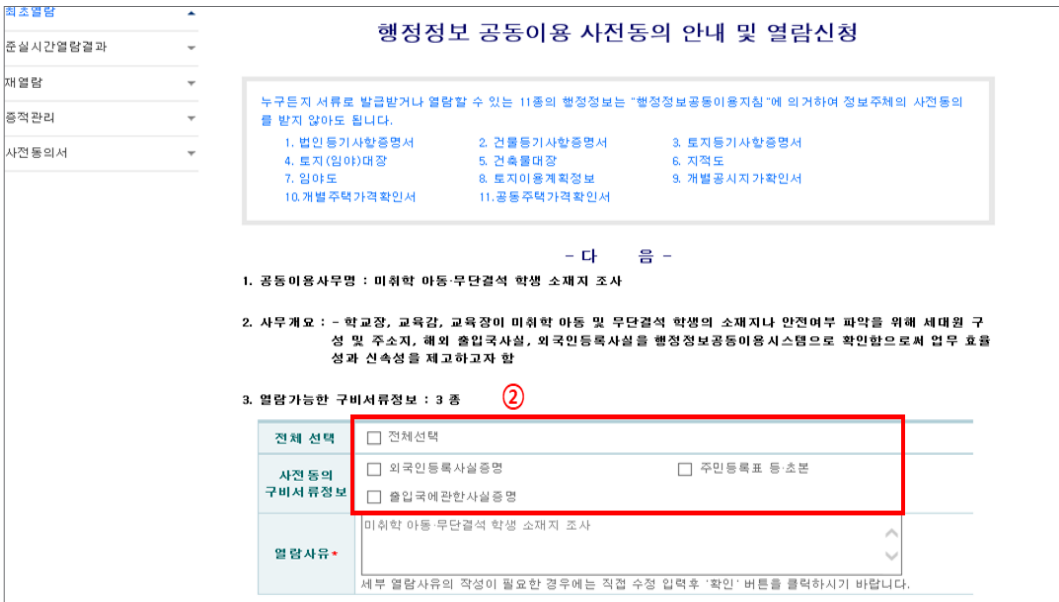 최초열람
준실시간열람결과
재열람
증적관리
사전동의서
행정정보 공동이용 사전동의 안내 및 열람신청
누구든지 서류로 발급받거나 열람할 수 있는 11종의 행정정보는 "행정정보공동이용지침"에 의거하여 정보주체의 사전동의
를 받지 않아도 됩니다.
1. 법인등기사항증명서 2. 건물등기사항증명서 3. 토지등기사항증명서
4. 토지(임야)대장 5. 건축물대장 6. 지적도
7. 임야도 8. 토지이용계획정보 9. 개별공시지가확인서
10.개별주택가격확인서 11.공동주택가격확인서
- 다 음 -
1. 공동이용사무명 : 미취학 아동·무단결석 학생 소재지 조사
2. 사무개요 : - 학교장, 교육감, 교육장이 미취학 아동 및 무단결석 학생의 소재지나 안전여부 파악을 위해 세대원 구
성 및 주소지, 해외 출입국사실, 외국인등록사실을 행정정보공동이용시스템으로 확인함으로써 업무 효율
성과 신속성을 제고하고자 함
3. 열람가능한 구비서류정보 : 3 종 ②
전체 선택 전체선택
사전동의
구비서류정보
외국인등록사실증명 주민등록표 등·초본
출입국에관한사실증명
열람사유*
미취학 아동·무단결석 학생 소재지 조사
세부 열람사유의 작성이 필요한 경우에는 직접 수정 입력후 '확인' 버튼을 클릭하시기 바랍니다.